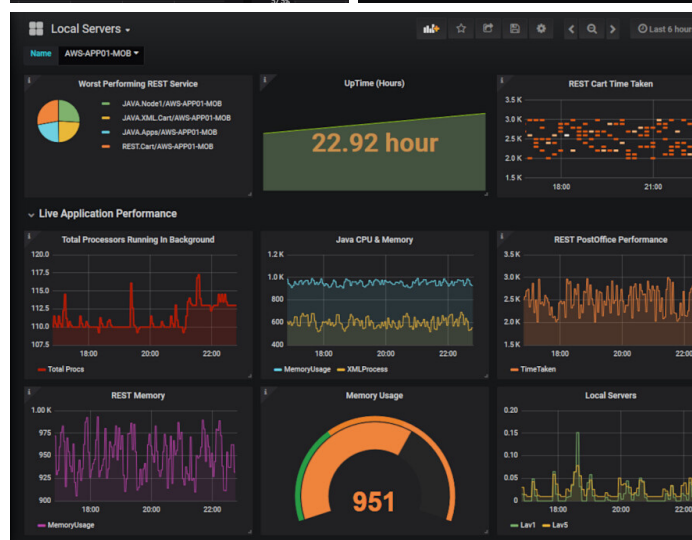 Local Servers
Last 6 hour
Name AWS-APP01-MOB
Worst Performing REST Service
JAVA.Node1/AWS-APP01-MOB
JAVA.XML.Cart/AWS-APP01-MOB
JAVA.Apps/AWS-APP01-MOB
REST.Cart/AWS-APP01-MOB
UpTime (Hours)
22.92 hour
REST Cart Time Taken
3.5 K
3.0 K
2.5 K
2.0 K
1.5 K
18:00 21:00
Live Application Performance
Total Processors Running In Background
120.0
117.5
115.0
112.5
110.0
107.5
18:00 20:00 22:00
Total Procs
Java CPU & Memory
1.2 K
1.0 K
800
600
400
18:00 20:00 22:00
MemoryUsage XMLProcess
REST PostOffice Performance
3.5 K
3.0 K
2.5 K
2.0 K
1.5 K
18:00 20:00 22:00
TimeTaken
REST Memory
1.00 K
975
950
925
900
18:00 20:00 22:00
MemoryUsage
Memory Usage
951
Local Servers
0.20
0.15
0.10
0.05
0
18:00 20:00 22:00
Lav1 Lav5